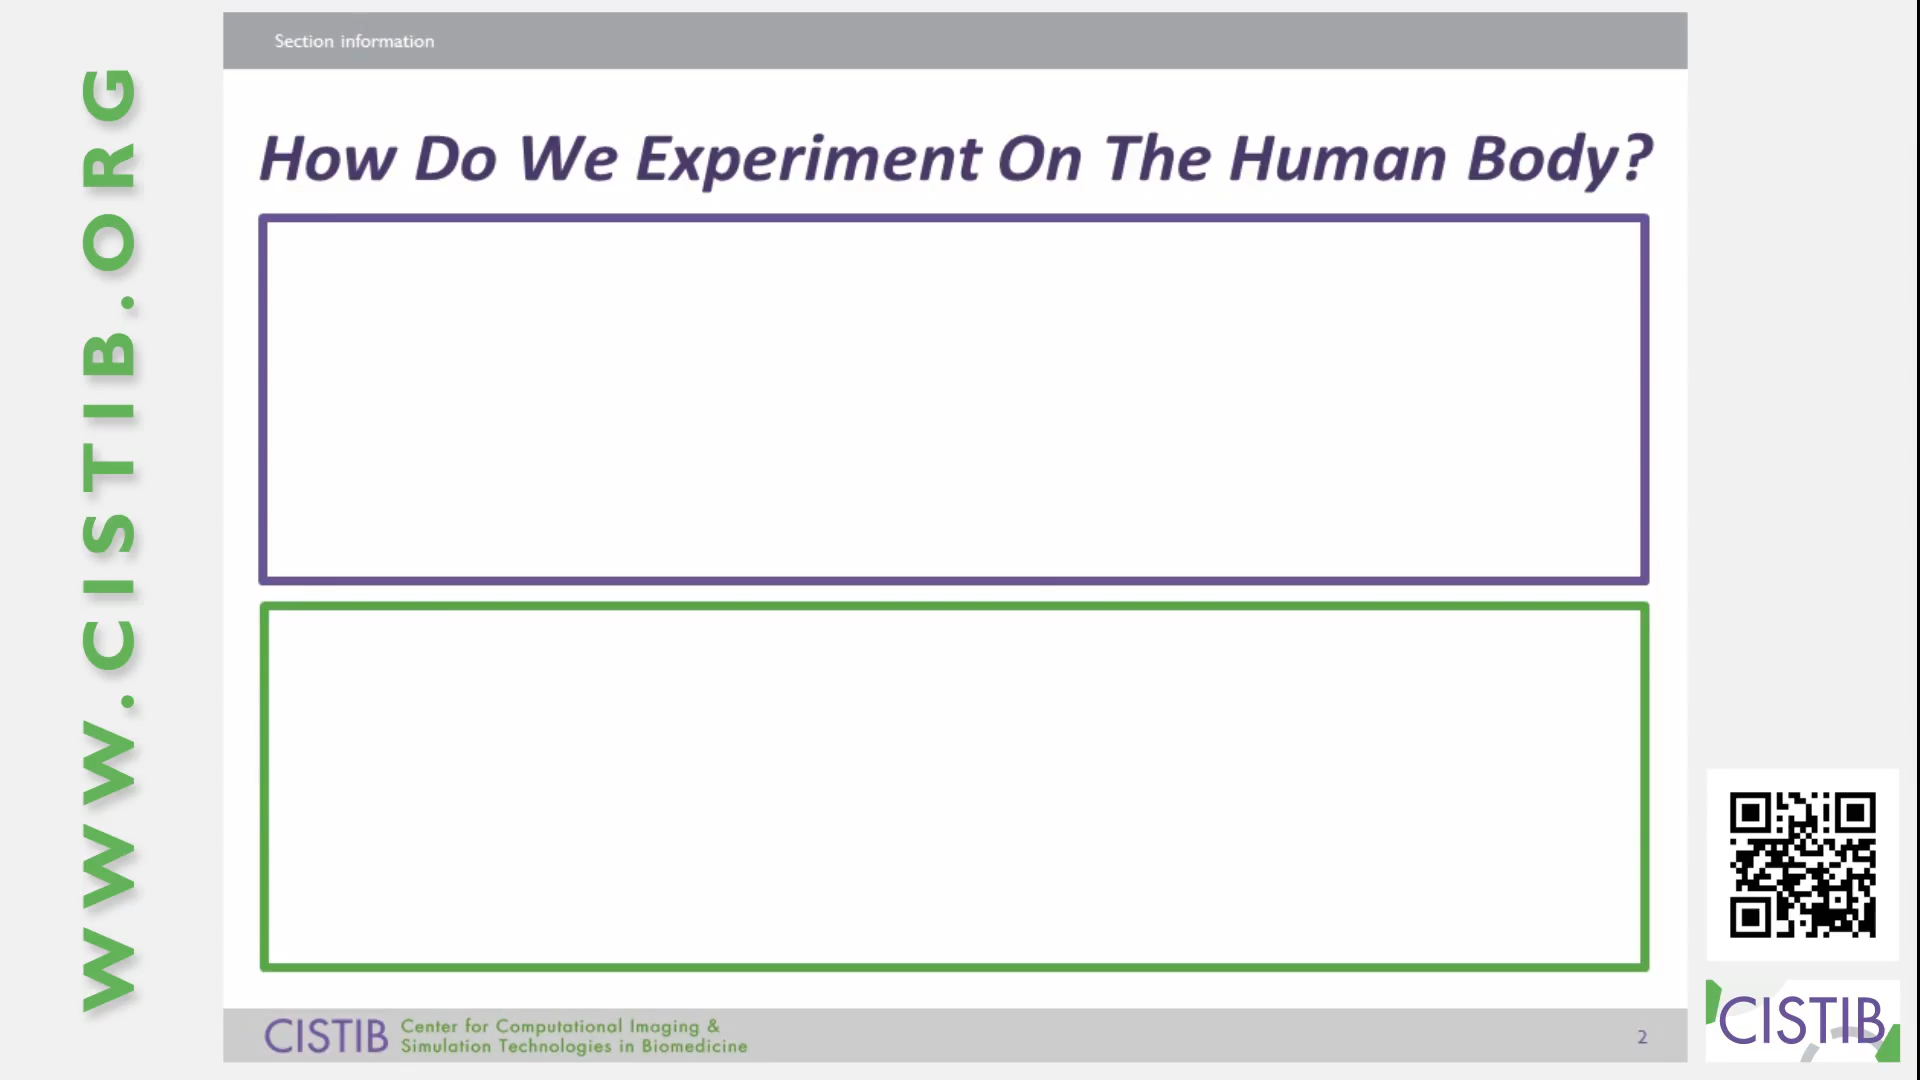 WWW.CISTIB.ORG
Section information
How Do We Experiment On The Human Body?
CISTIB
Center for Computational Imaging &
Simulation Technologies in Biomedicine
2
CISTIB